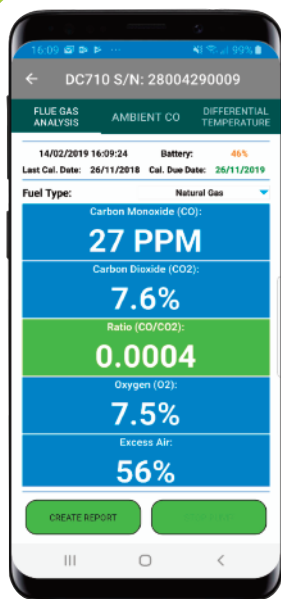 16:09 ... 99%
DC710 S/N: 28004290009
FLUE GAS ANALYSIS
AMBIENT CO
DIFFERENTIAL TEMPERATURE
14/02/2019 16:09:24 Battery: 46%
Last Cal. Date: 26/11/2018 Cal. Due Date: 26/11/2019
Fuel Type: Natural Gas
Carbon Monoxide (CO):
27 PPM
Carbon Dioxide (CO2):
7.6%
Ratio (CO/CO2):
0.0004
Oxygen (O2):
7.5%
Excess Air:
56%
CREATE REPORT